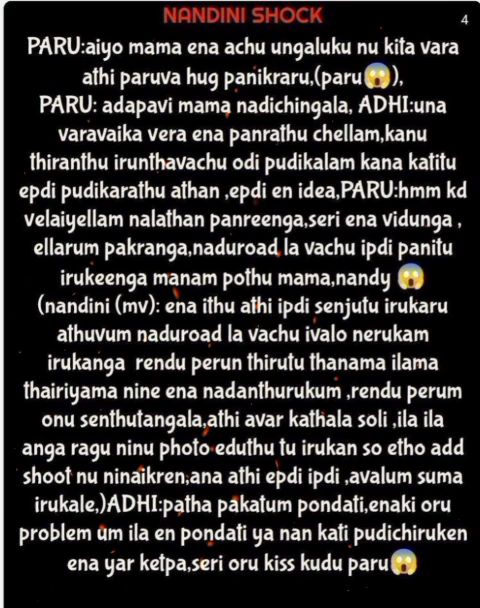 NANDINI SHOCK
4
PARU:aiyo mama ena achu ungaluku nu kita vara
athi paruva hug panikraru,(paru😱),
PARU: adapavi mama nadichingala, ADHI:una
varavaika vera ena panrathu chellam,kanu
thiranthu irunthavachu odi pudikalam kana katitu
epdi pudikarathu athan ,epdi en idea,PARU:hmm kd
velaiyellam nalathan panreenga,seri ena vidunga ,
ellarum pakranga,naduroad la vachu ipdi panitu
irukeenga manam pothu mama,nandy 😱
(nandini (mv): ena ithu athi ipdi senjutu irukaru
athuvum naduroad la vachu ivalo nerukam
irukanga rendu perun thirutu thanama ilama
thairiyama nine ena nadanthurukum ,rendu perum
onu senthutangala,athi avar kathala soli ,ila ila
anga ragu ninu photo eduthu tu irukan so etho add
shoot nu ninaikren,ana athi epdi ipdi ,avalum suma
irukale,)ADHI:patha pakatum pondati,enaki oru
problem um ila en pondati ya nan kati pudichiruken
ena yar ketpa,seri oru kiss kudu paru😱